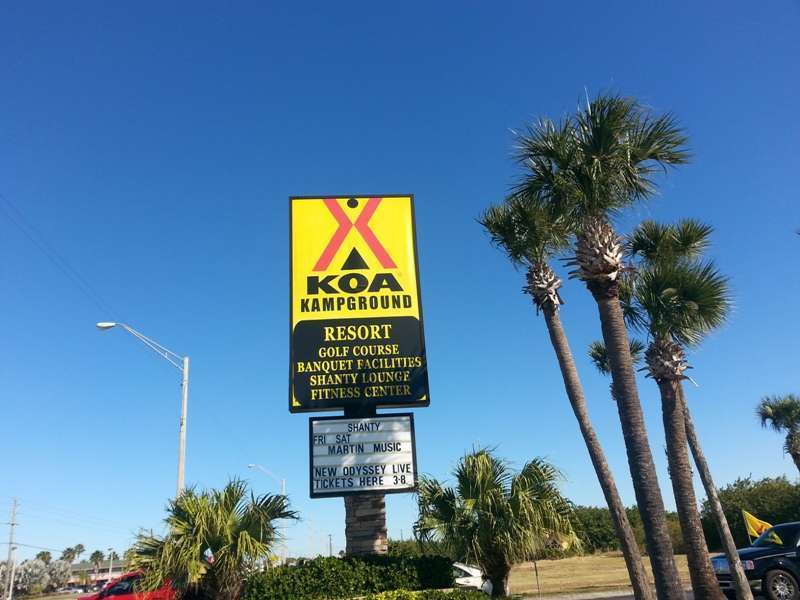 KOA
KAMPGROUND
RESORT
GOLF COURSE
BANQUET FACILITIES
SHANTY LOUNGE
FITNESS CENTER
SHANTY
FRI SAT
MARTIN MUSIC
NEW ODYSSEY LIVE
TICKETS HERE 3-8